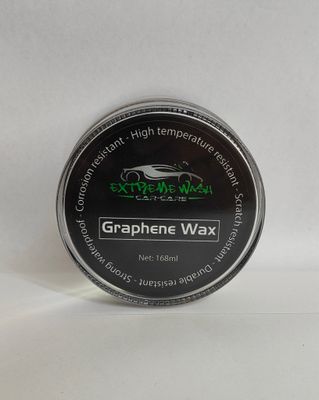 Corrosion resistant - High temperature resistant - Scratch resistant - Durable resistant - Strong waterproof -
EXTREME WASH
CAR-CARE
Graphene Wax
Net: 168ml